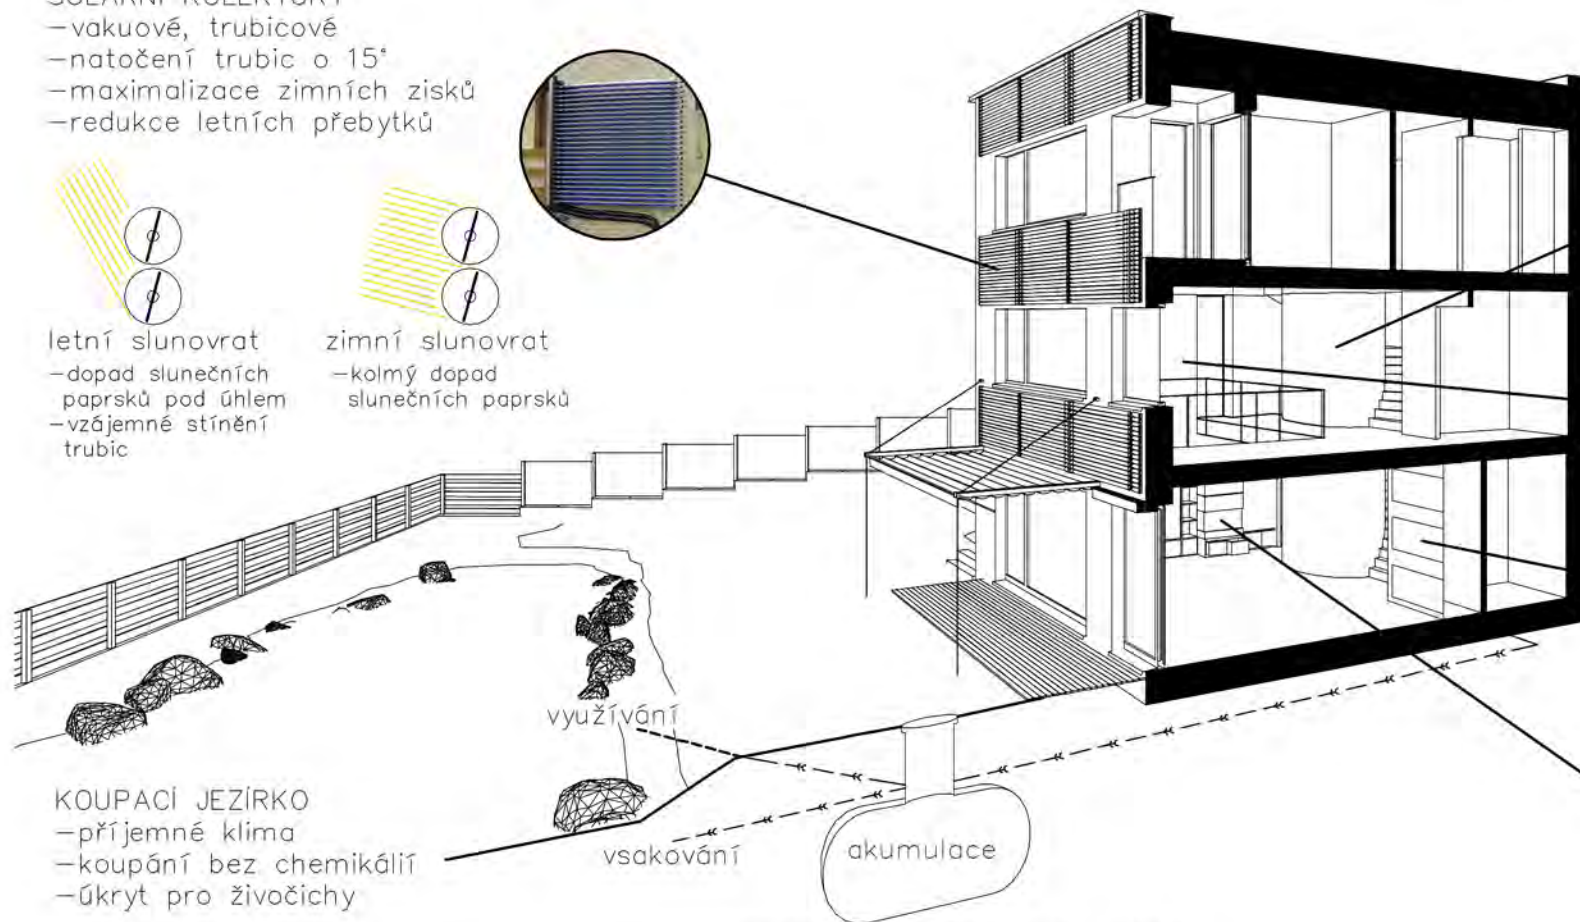 SOLÁRNÍ KOLEKTORY
–vakuové, trubicové
–natočení trubic o 15°
–maximalizace zimních zisků
–redukce letních přebytků
letní slunovrat
–dopad slunečních
paprsků pod úhlem
–vzájemné stínění
trubic
zimní slunovrat
–kolmý dopad
slunečních paprsků
využívání
KOUPACÍ JEZÍRKO
–příjemné klima
–koupání bez chemikálií
–úkryt pro živočichy
vsakování
akumulace